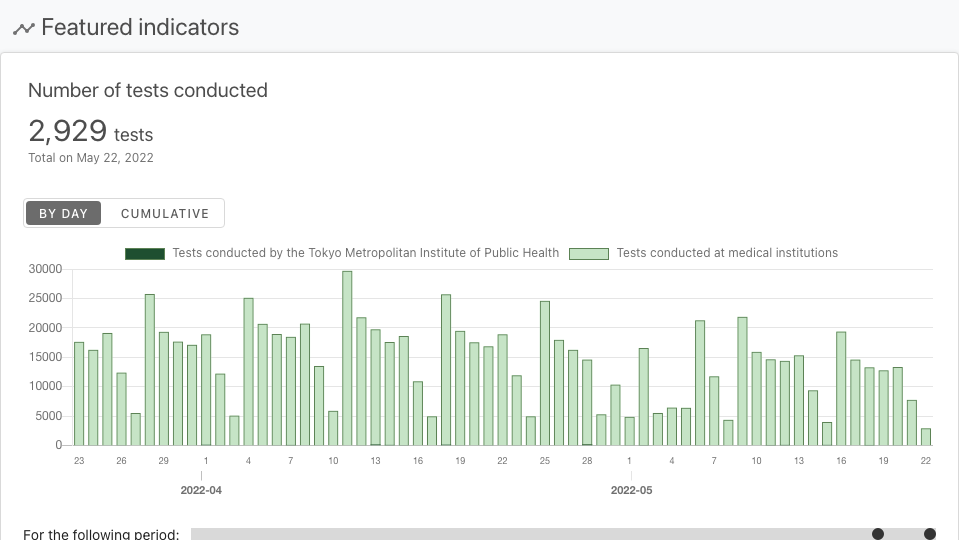 Featured indicators
Number of tests conducted
2,929 tests
Total on May 22, 2022
BY DAY CUMULATIVE
Tests conducted by the Tokyo Metropolitan Institute of Public Health Tests conducted at medical institutions
30000
25000
20000
15000
10000
5000
0
23 26 29 1 4 7 10 13 16 19 22 25 28 1 4 7 10 13 16 19 22
2022-04 2022-05
For the following period: